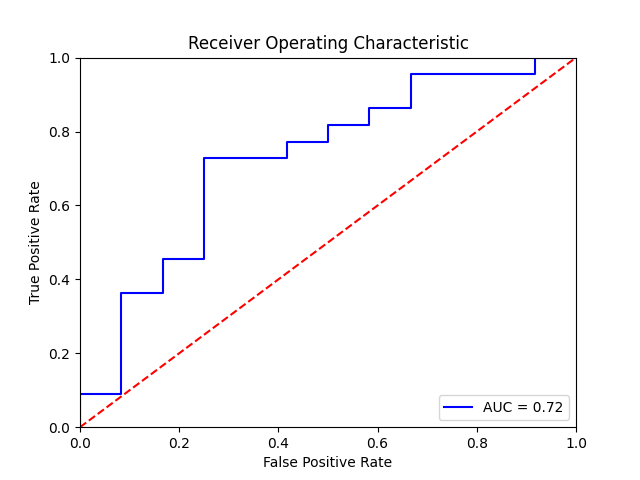 Receiver Operating Characteristic
True Positive Rate
1.0
0.8
0.6
0.4
0.2
0.0
AUC = 0.72
0.0 0.2 0.4 0.6 0.8 1.0
False Positive Rate